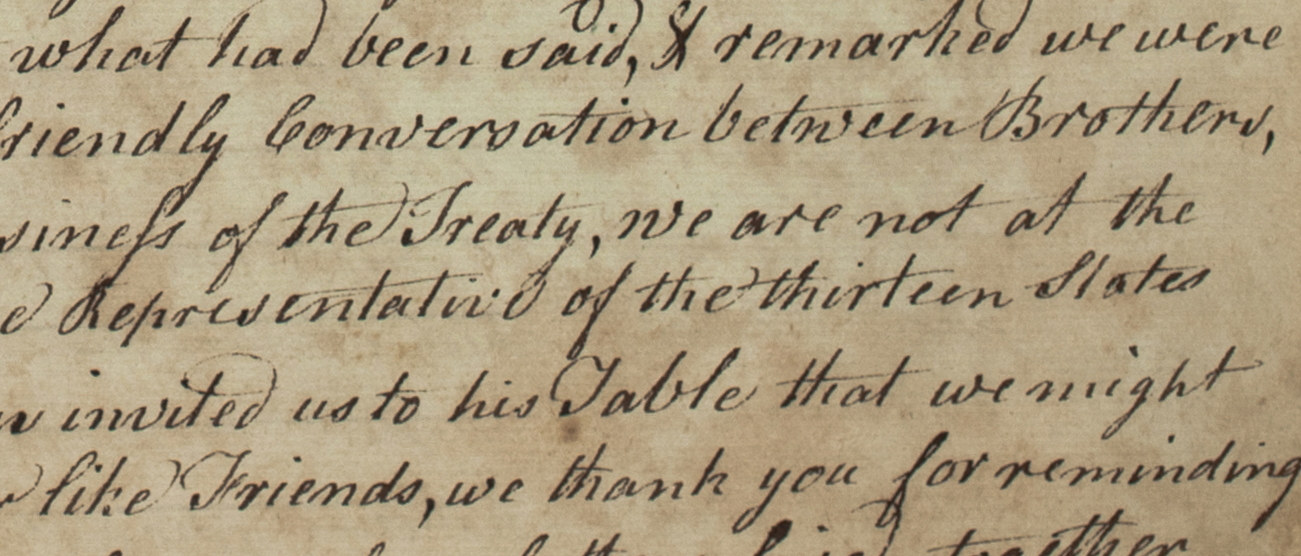 what had been said, & remarked we were
friendly Conversation between Brothers,
siness of the Treaty, we are not at the
Representative of the thirteen States
invited us to his Table that we might
like Friends, we thank you for reminding
together